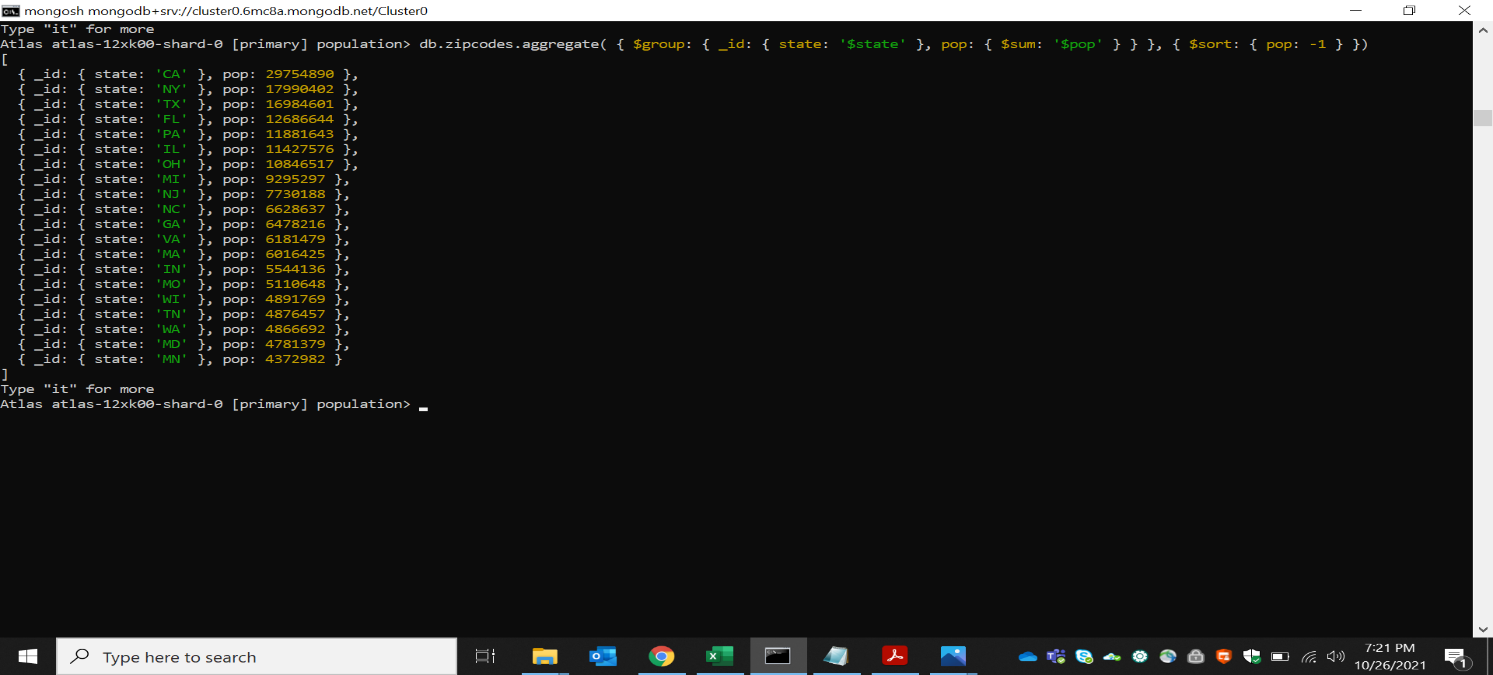 mongosh mongodb+srv://cluster0.6mc8a.mongodb.net/Cluster0
Type "it" for more
Atlas atlas-12xk00-shard-0 [primary] population> db.zipcodes.aggregate( { $group: { _id: { state: '$state' }, pop: { $sum: '$pop' } } }, { $sort: { pop: -1 } })
[
  { _id: { state: 'CA' }, pop: 29754890 },
  { _id: { state: 'NY' }, pop: 17990402 },
  { _id: { state: 'TX' }, pop: 16984601 },
  { _id: { state: 'FL' }, pop: 12686644 },
  { _id: { state: 'PA' }, pop: 11881643 },
  { _id: { state: 'IL' }, pop: 11427576 },
  { _id: { state: 'OH' }, pop: 10846517 },
  { _id: { state: 'MI' }, pop: 9295297 },
  { _id: { state: 'NJ' }, pop: 7730188 },
  { _id: { state: 'NC' }, pop: 6628637 },
  { _id: { state: 'GA' }, pop: 6478216 },
  { _id: { state: 'VA' }, pop: 6181479 },
  { _id: { state: 'MA' }, pop: 6016425 },
  { _id: { state: 'IN' }, pop: 5544136 },
  { _id: { state: 'MO' }, pop: 5110648 },
  { _id: { state: 'WI' }, pop: 4891769 },
  { _id: { state: 'TN' }, pop: 4876457 },
  { _id: { state: 'WA' }, pop: 4866692 },
  { _id: { state: 'MD' }, pop: 4781379 },
  { _id: { state: 'MN' }, pop: 4372982 }
]
Type "it" for more
Atlas atlas-12xk00-shard-0 [primary] population>
Type here to search
7:21 PM
10/26/2021
1